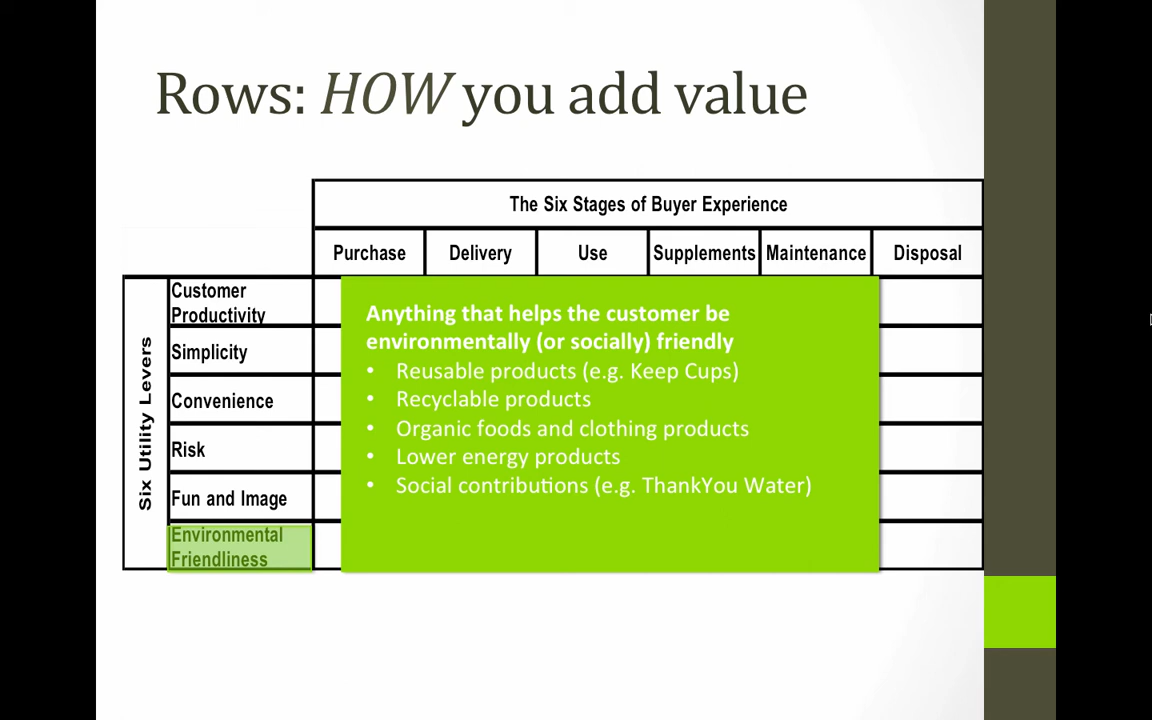 Rows: HOW you add value
The Six Stages of Buyer Experience
Purchase Delivery Use Supplements Maintenance Disposal
Six Utility Levers
Customer
Productivity
Simplicity
Convenience
Risk
Fun and Image
Environmental
Friendliness
Anything that helps the customer be
environmentally (or socially) friendly
• Reusable products (e.g. Keep Cups)
• Recyclable products
• Organic foods and clothing products
• Lower energy products
• Social contributions (e.g. ThankYou Water)